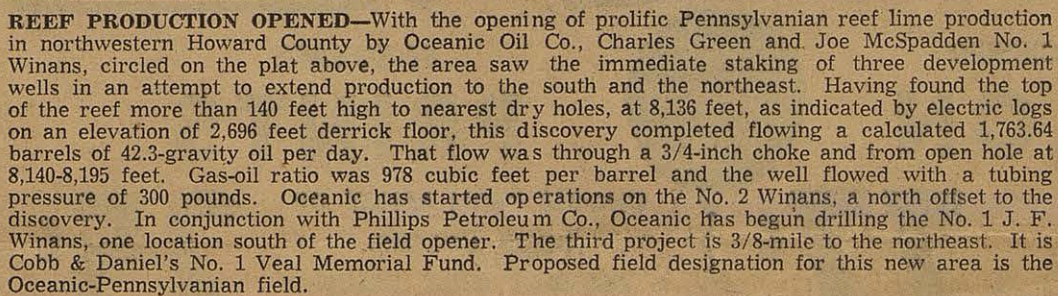 REEF PRODUCTION OPENED—With the opening of prolific Pennsylvanian reef lime production
in northwestern Howard County by Oceanic Oil Co., Charles Green and Joe McSpadden No. 1
Winans, circled on the plat above, the area saw the immediate staking of three development
wells in an attempt to extend production to the south and the northeast. Having found the top
of the reef more than 140 feet high to nearest dry holes, at 8,136 feet, as indicated by electric logs
on an elevation of 2,696 feet derrick floor, this discovery completed flowing a calculated 1,763.64
barrels of 42.3-gravity oil per day. That flow was through a 3/4-inch choke and from open hole at
8,140-8,195 feet. Gas-oil ratio was 978 cubic feet per barrel and the well flowed with a tubing
pressure of 300 pounds. Oceanic has started operations on the No. 2 Winans, a north offset to the
discovery. In conjunction with Phillips Petroleum Co., Oceanic has begun drilling the No. 1 J. F.
Winans, one location south of the field opener. The third project is 3/8-mile to the northeast. It is
Cobb & Daniel's No. 1 Veal Memorial Fund. Proposed field designation for this new area is the
Oceanic-Pennsylvanian field.